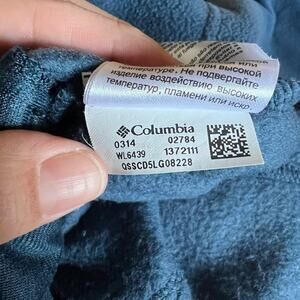 температуре. Не подвергайте
изделие воздействию высоких
температур, пламени или искр
Columbia
0314 02784
WL6439 1372111
QSSCD5LG08228